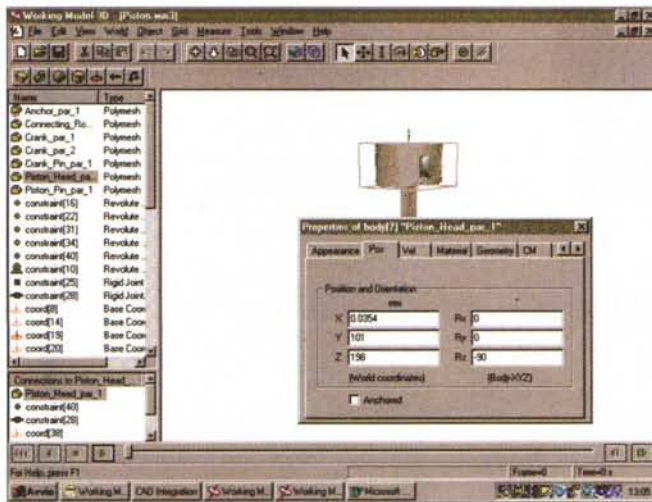 Working Model 3D - [Piston.wm3]
File Edit View World Object Grid Measure Tools Window Help
Name Type
Anchor_par_1 Polymesh
Connecting_Ro... Polymesh
Crank_par_1 Polymesh
Crank_par_2 Polymesh
Crank_Pin_par_1 Polymesh
Piston_Head_pa... Polymesh
Piston_Pin_par_1 Polymesh
constraint[16] Revolute ..
constraint[22] Revolute ..
constraint[31] Revolute ..
constraint[34] Revolute ..
constraint[40] Revolute ..
constraint[10] Revolute ..
constraint[25] Rigid Joint
constraint[28] Rigid Joint.
coord[8] Base Coor
coord[14] Base Coor
coord[19] Base Coor
coord[20] Base Coor
Connections to Piston_Head_...
Piston_Head_par_1
constraint[40]
constraint[28]
coord[38]
Properties of body[7] "Piston_Head_par_1"
Appearance Pos Vel Material Geometry CM
Position and Orientation
mm °
X 0.0354 Rx 0
Y 101 Ry 0
Z 198 Rz -90
(World coordinates) (Body-XYZ)
Anchored
For Help, press F1 Frame=0 Time=0 s
Avvio Working M... CAD Integration Working M... Working M... Microsoft... 13:05